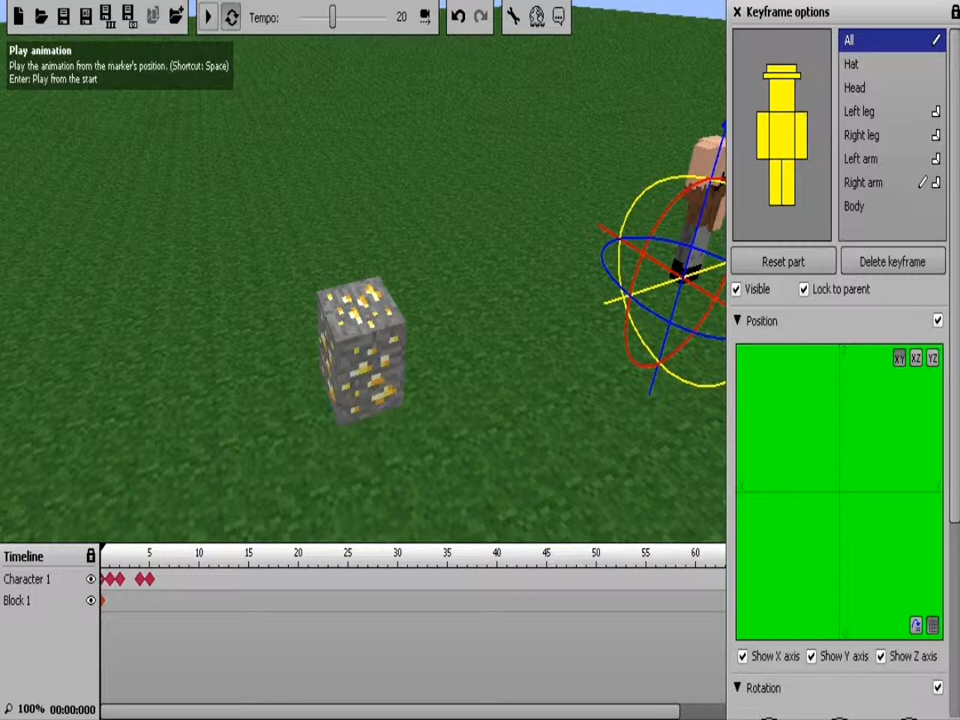 Tempo:
20
Play animation
Play the animation from the marker's position. (Shortcut: Space)
Enter: Play from the start
Keyframe options
All
Hat
Head
Left leg
Right leg
Left arm
Right arm
Body
Reset part
Delete keyframe
Visible
Lock to parent
Position
XY
XZ
YZ
Show X axis
Show Y axis
Show Z axis
Rotation
Timeline
5
10
15
20
25
30
35
40
45
50
55
60
Character 1
Block 1
100%
00:00:000